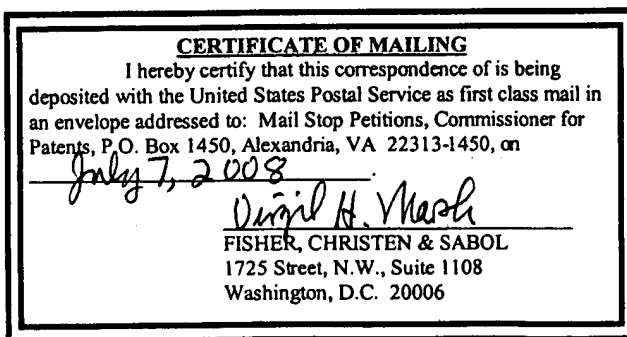 CERTIFICATE OF MAILING
I hereby certify that this correspondence of is being
deposited with the United States Postal Service as first class mail in
an envelope addressed to: Mail Stop Petitions, Commissioner for
Patents, P.O. Box 1450, Alexandria, VA 22313-1450, on
July 7, 2008.
Virgil H. Marsh
FISHER, CHRISTEN & SABOL
1725 Street, N.W., Suite 1108
Washington, D.C. 20006